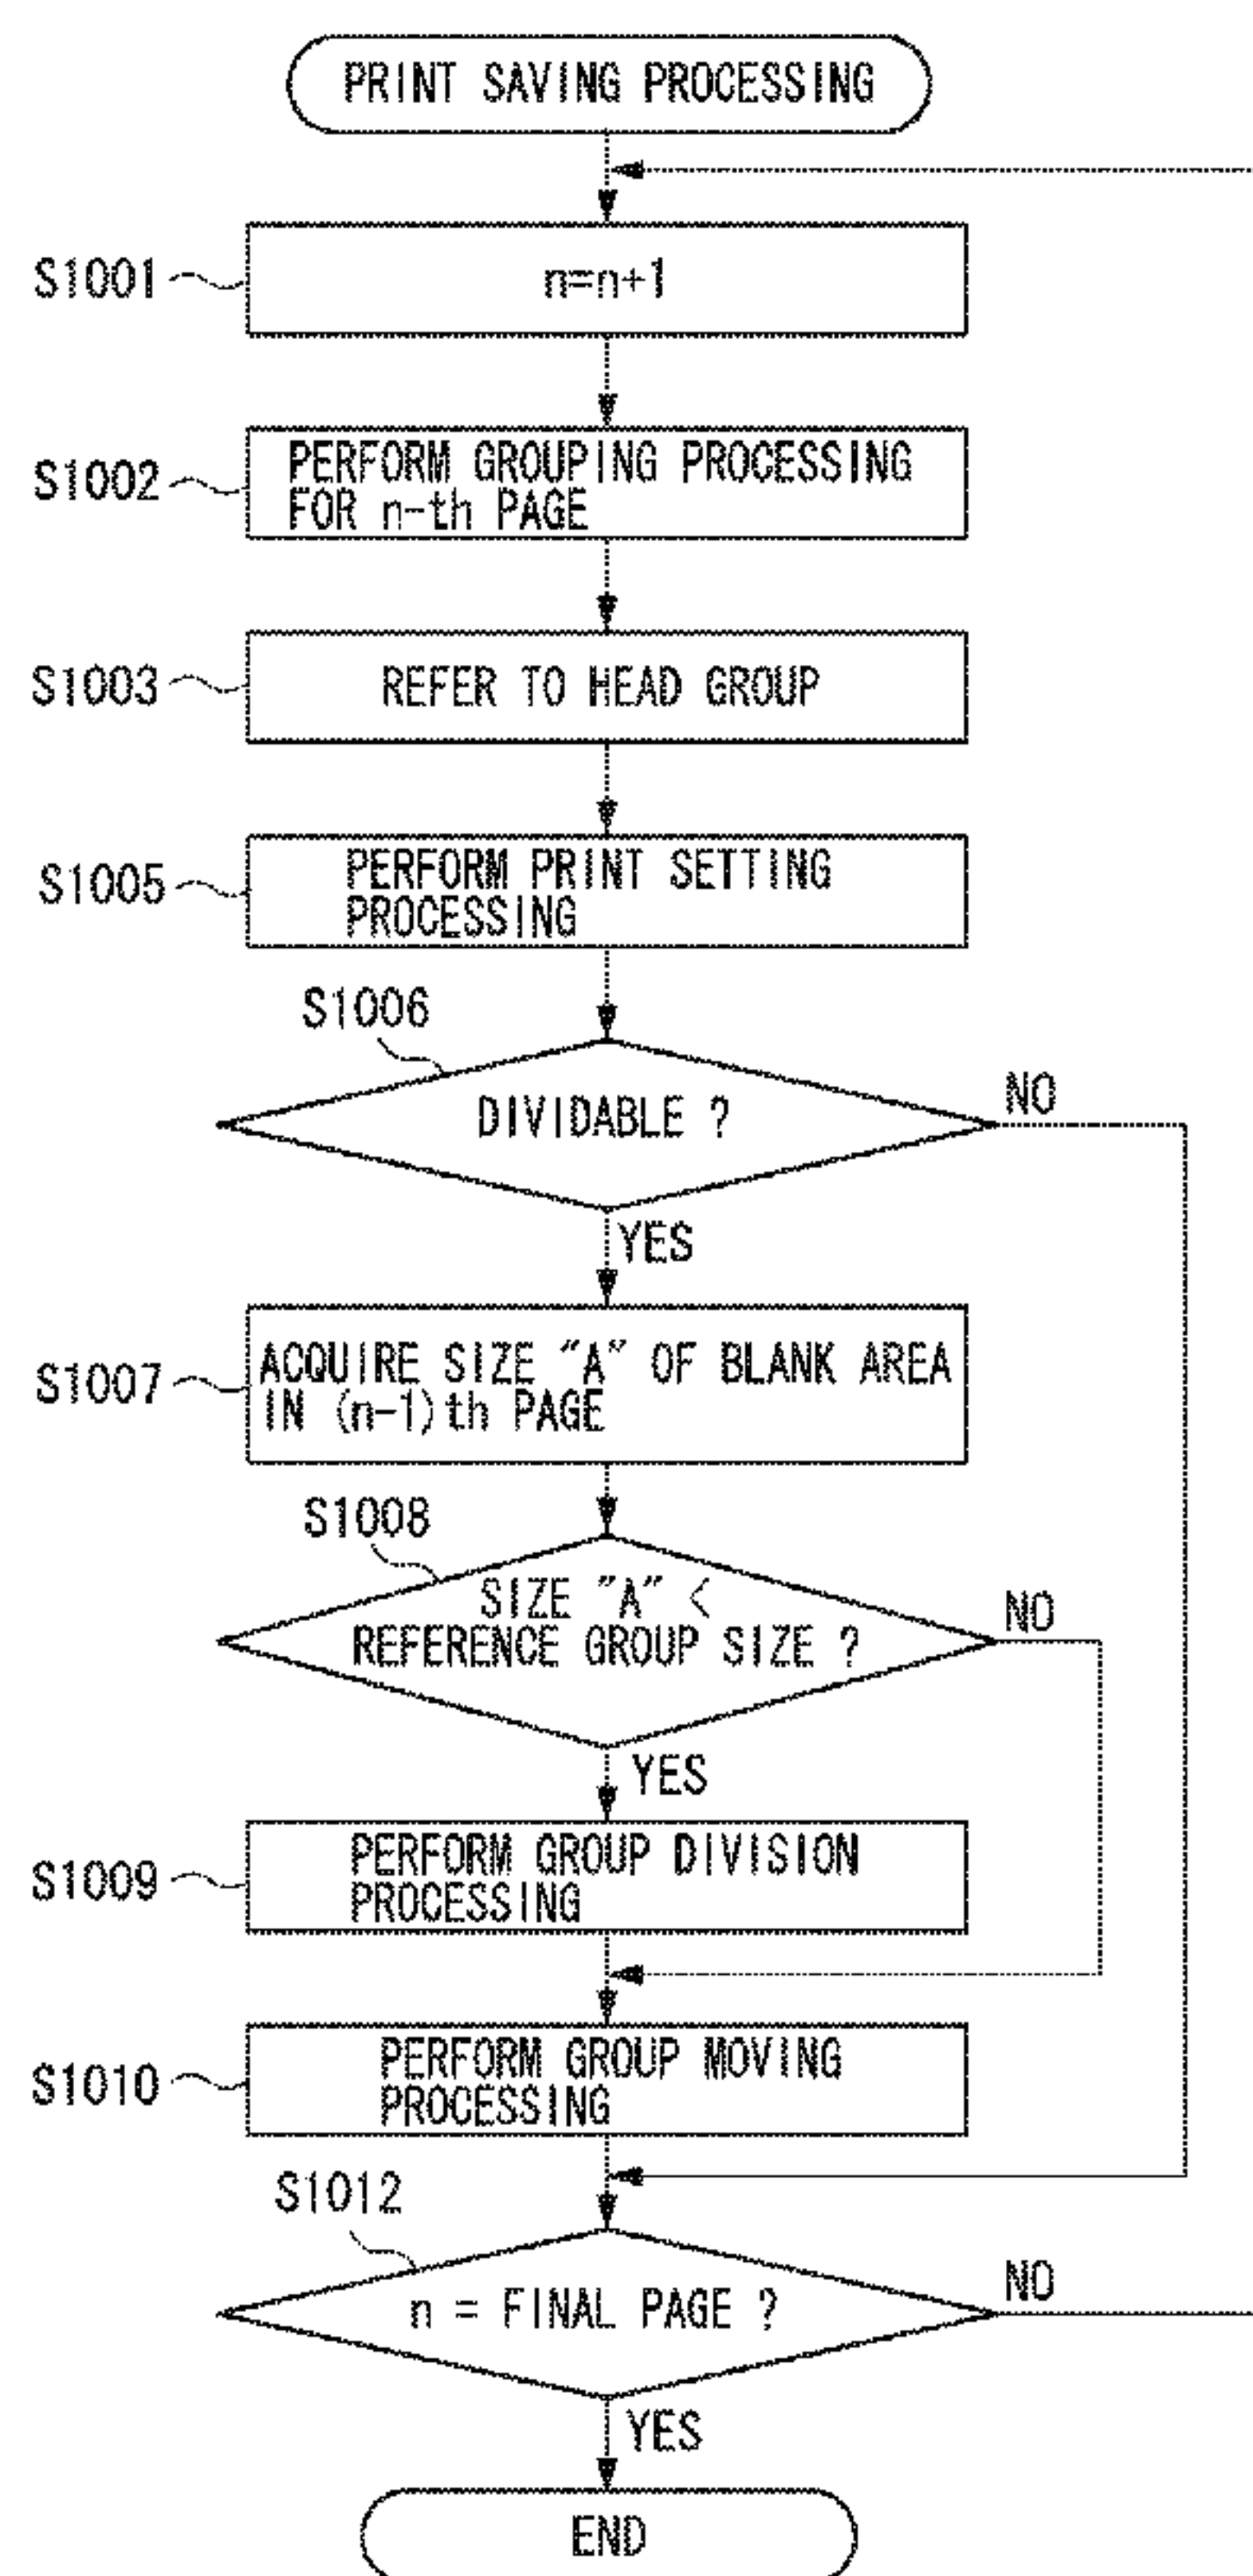 PRINT SAVING PROCESSING
S1001
n=n+1
S1002
PERFORM GROUPING PROCESSING
FOR n-th PAGE
S1003
REFER TO HEAD GROUP
S1005
PERFORM PRINT SETTING
PROCESSING
S1006
DIVIDABLE ?
NO
YES
S1007
ACQUIRE SIZE "A" OF BLANK AREA
IN (n-1)th PAGE
S1008
SIZE "A" <
REFERENCE GROUP SIZE ?
NO
YES
S1009
PERFORM GROUP DIVISION
PROCESSING
S1010
PERFORM GROUP MOVING
PROCESSING
S1012
n = FINAL PAGE ?
NO
YES
END